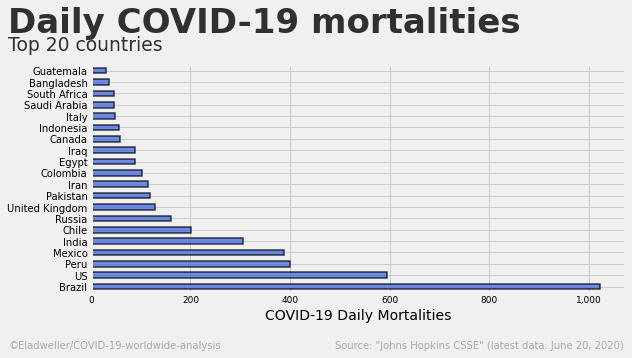 Daily COVID-19 mortalities
Top 20 countries
Guatemala
Bangladesh
South Africa
Saudi Arabia
Italy
Indonesia
Canada
Iraq
Egypt
Colombia
Iran
Pakistan
United Kingdom
Russia
Chile
India
Mexico
Peru
US
Brazil
0 200 400 600 800 1,000
COVID-19 Daily Mortalities
©Eladweller/COVID-19-worldwide-analysis Source: "Johns Hopkins CSSE" (latest data: June 20, 2020)